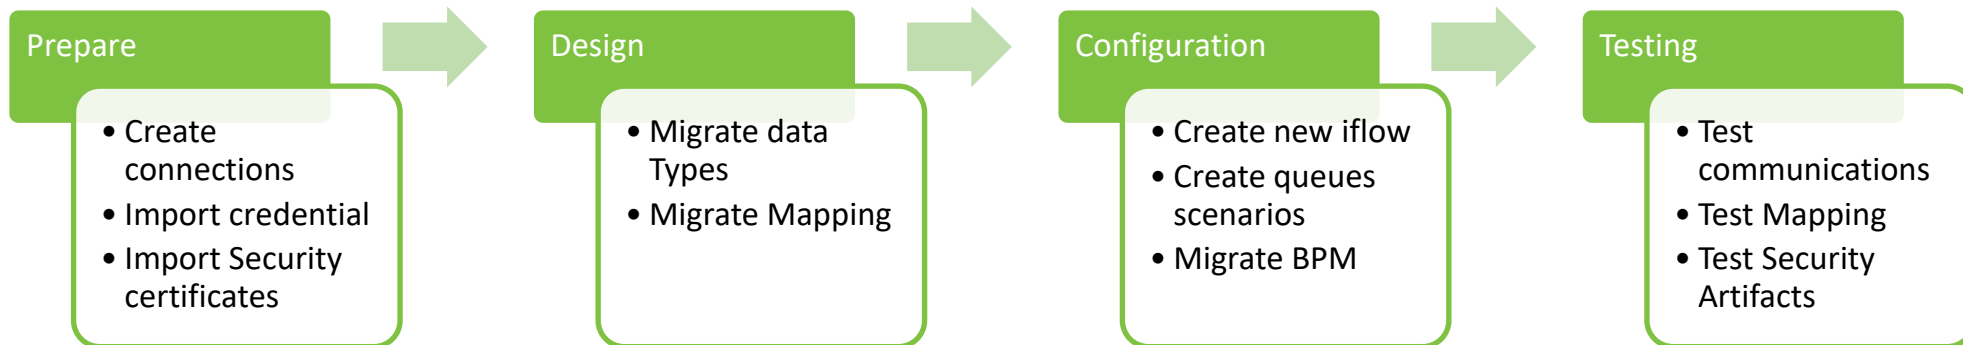 Prepare
• Create
connections
• Import credential
• Import Security
certificates
Design
• Migrate data
Types
• Migrate Mapping
Configuration
• Create new iflow
• Create queues
scenarios
• Migrate BPM
Testing
• Test
communications
• Test Mapping
• Test Security
Artifacts